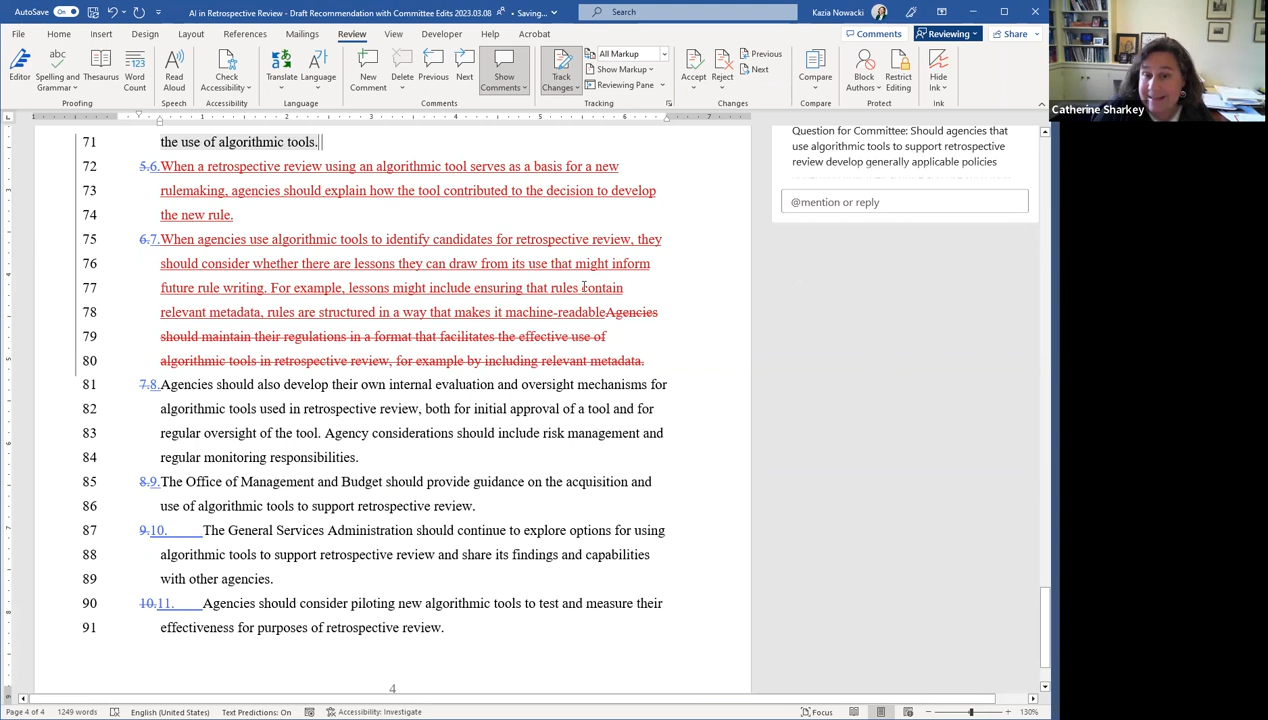 AutoSave On
AI in Retrospective Review - Draft Recommendation with Committee Edits 2023.03.08 • Saving...
Search
Kazia Nowacki
File Home Insert Draw Design Layout References Mailings Review View Developer Help Acrobat
Comments Reviewing Share
Editor
Spelling and Grammar
Thesaurus
Word Count
Read Aloud
Check Accessibility
Translate
Language
New Comment
Delete
Previous
Next
Show Comments
Track Changes
All Markup
Show Markup
Reviewing Pane
Accept
Reject
Previous
Next
Compare
Block Authors
Restrict Editing
Hide Ink
Proofing Speech Accessibility Language Comments Tracking Changes Compare Protect Ink
71 the use of algorithmic tools.
72 5.6.When a retrospective review using an algorithmic tool serves as a basis for a new
73 rulemaking, agencies should explain how the tool contributed to the decision to develop
74 the new rule.
75 6.7.When agencies use algorithmic tools to identify candidates for retrospective review, they
76 should consider whether there are lessons they can draw from its use that might inform
77 future rule writing. For example, lessons might include ensuring that rules contain
78 relevant metadata, rules are structured in a way that makes it machine-readableAgencies
79 should maintain their regulations in a format that facilitates the effective use of
80 algorithmic tools in retrospective review, for example by including relevant metadata.
81 7.8.Agencies should also develop their own internal evaluation and oversight mechanisms for
82 algorithmic tools used in retrospective review, both for initial approval of a tool and for
83 regular oversight of the tool. Agency considerations should include risk management and
84 regular monitoring responsibilities.
85 8.9.The Office of Management and Budget should provide guidance on the acquisition and
86 use of algorithmic tools to support retrospective review.
87 9.10. The General Services Administration should continue to explore options for using
88 algorithmic tools to support retrospective review and share its findings and capabilities
89 with other agencies.
90 10.11. Agencies should consider piloting new algorithmic tools to test and measure their
91 effectiveness for purposes of retrospective review.
4
Question for Committee: Should agencies that
use algorithmic tools to support retrospective
review develop generally applicable policies
@mention or reply
Catherine Sharkey
Page 4 of 4 1249 words English (United States) Text Predictions: On Accessibility: Investigate Focus 130%